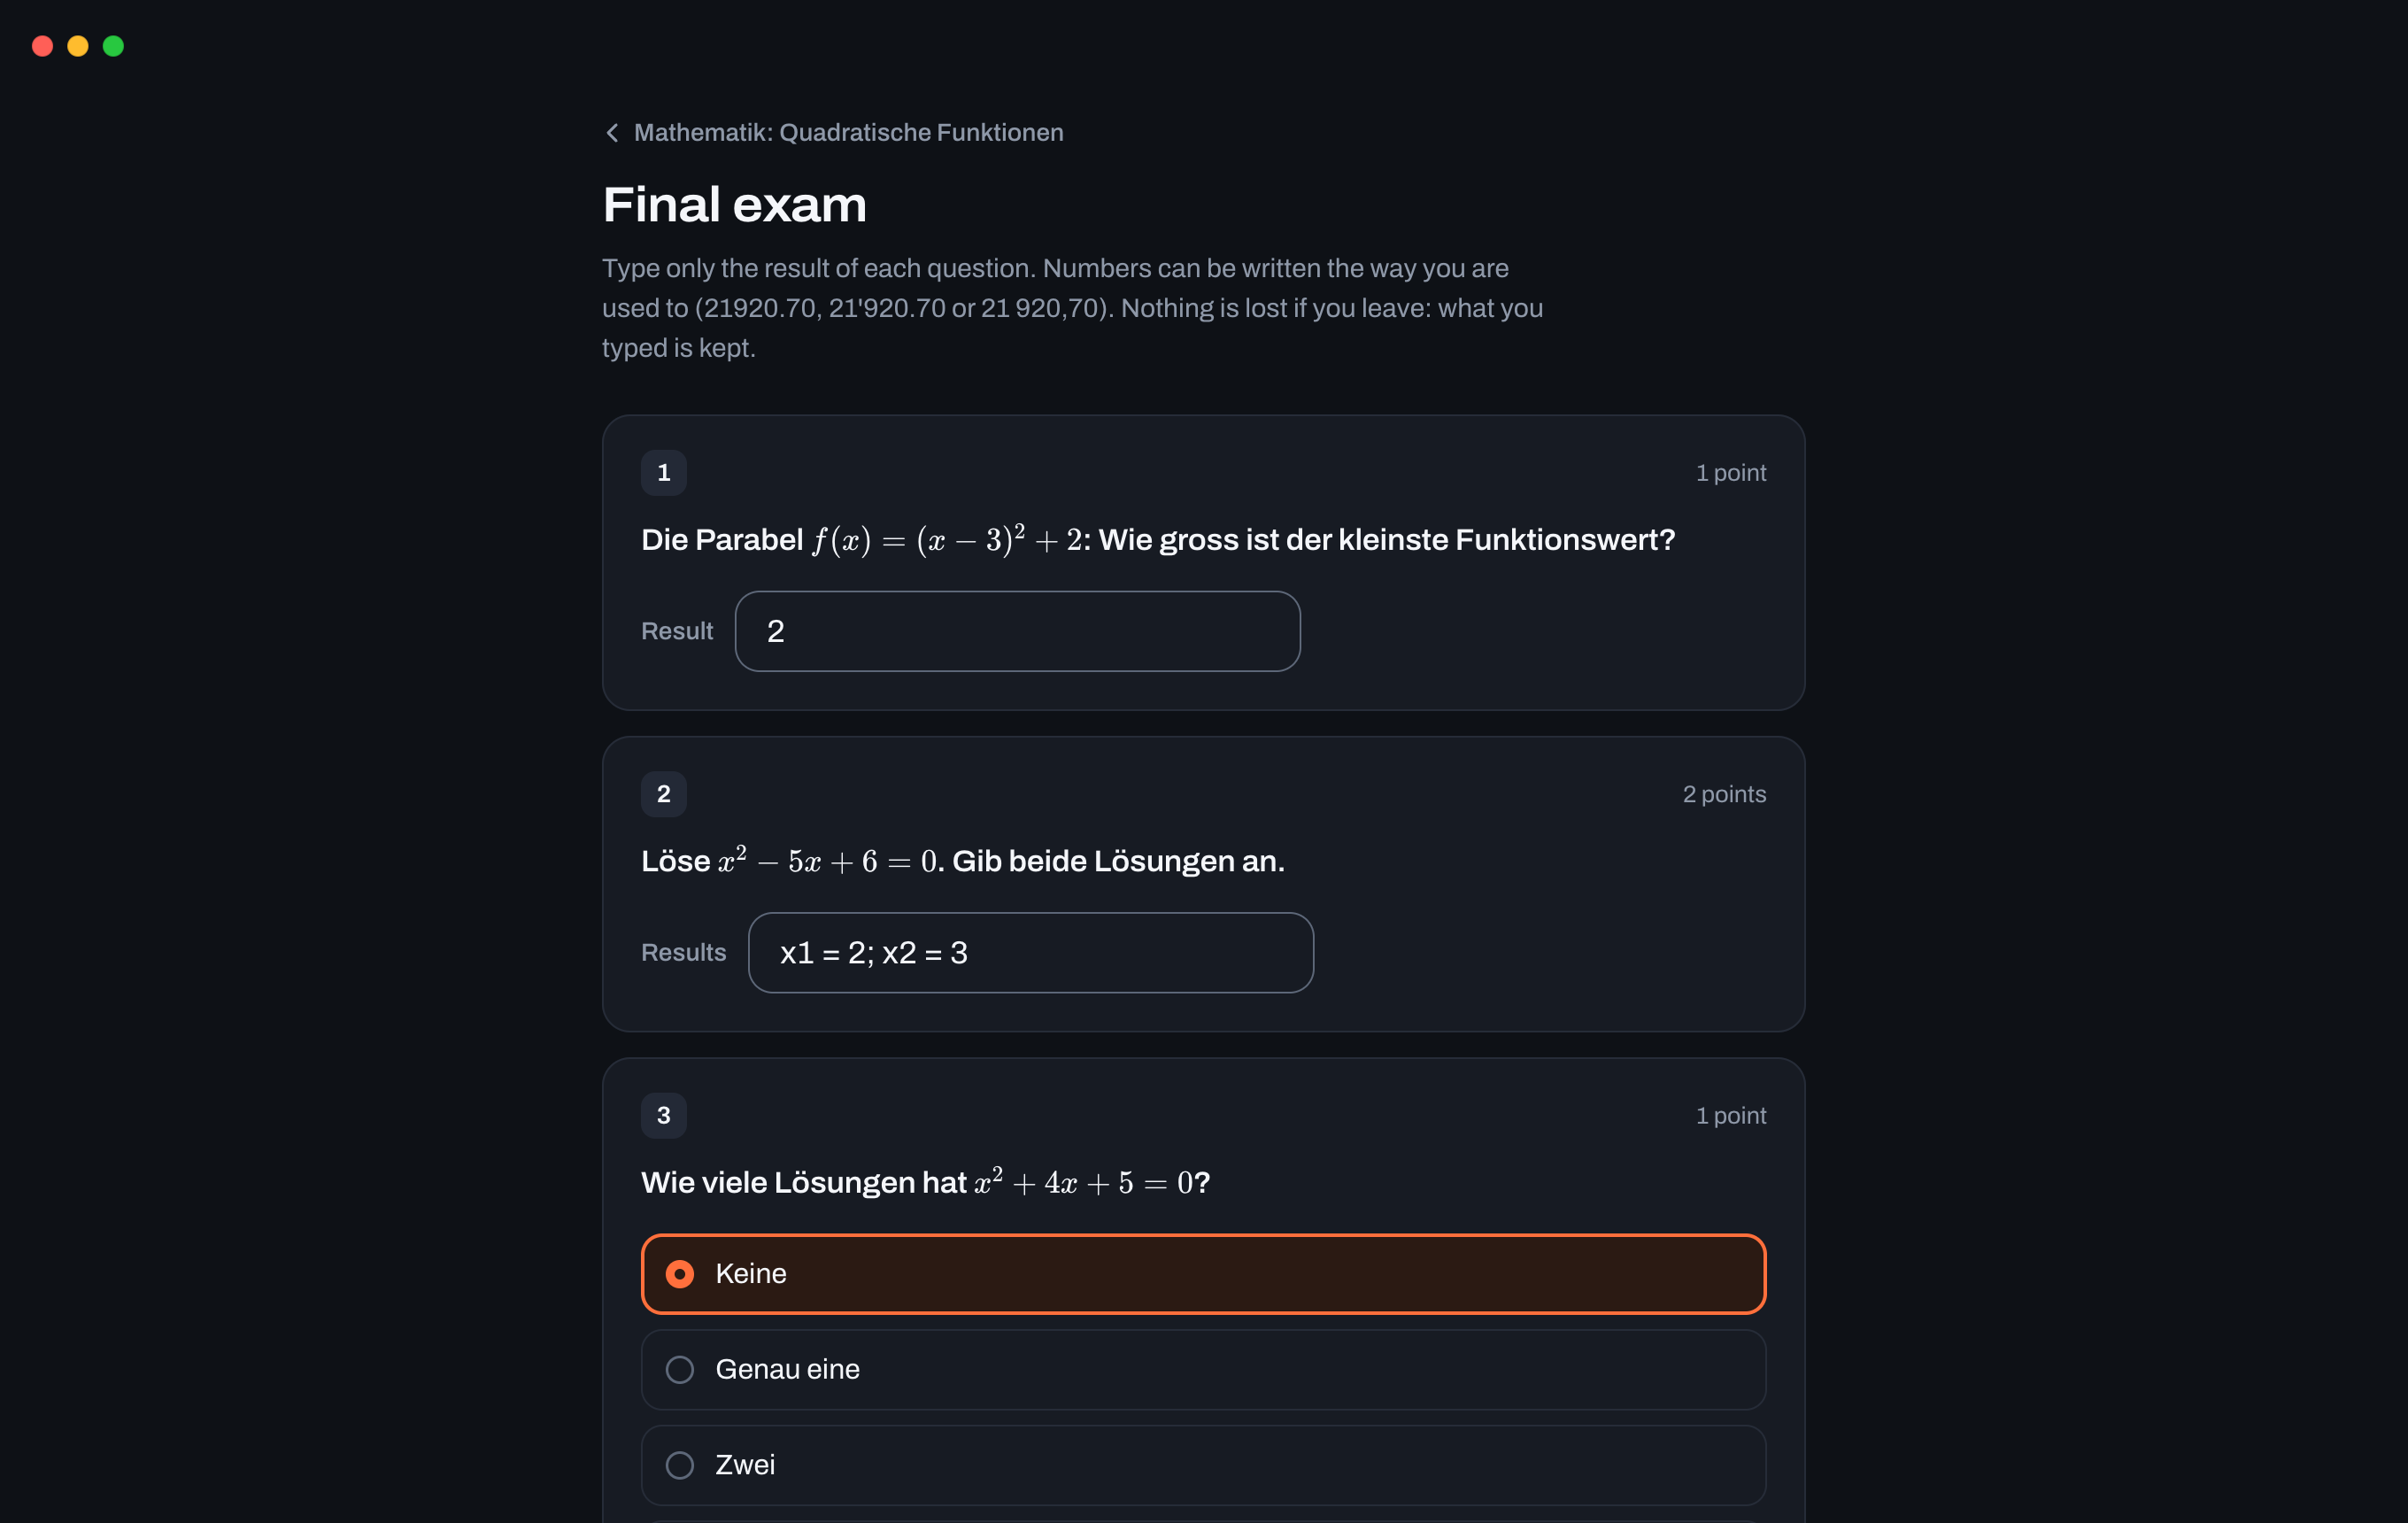 Mathematik: Quadratische Funktionen
Final exam
Type only the result of each question. Numbers can be written the way you are
used to (21920.70, 21'920.70 or 21 920,70). Nothing is lost if you leave: what you
typed is kept.
1
1 point
Die Parabel f(x) = (x − 3)² + 2: Wie gross ist der kleinste Funktionswert?
Result
2
2
2 points
Löse x² − 5x + 6 = 0. Gib beide Lösungen an.
Results
x1 = 2; x2 = 3
3
1 point
Wie viele Lösungen hat x² + 4x + 5 = 0?
Keine
Genau eine
Zwei